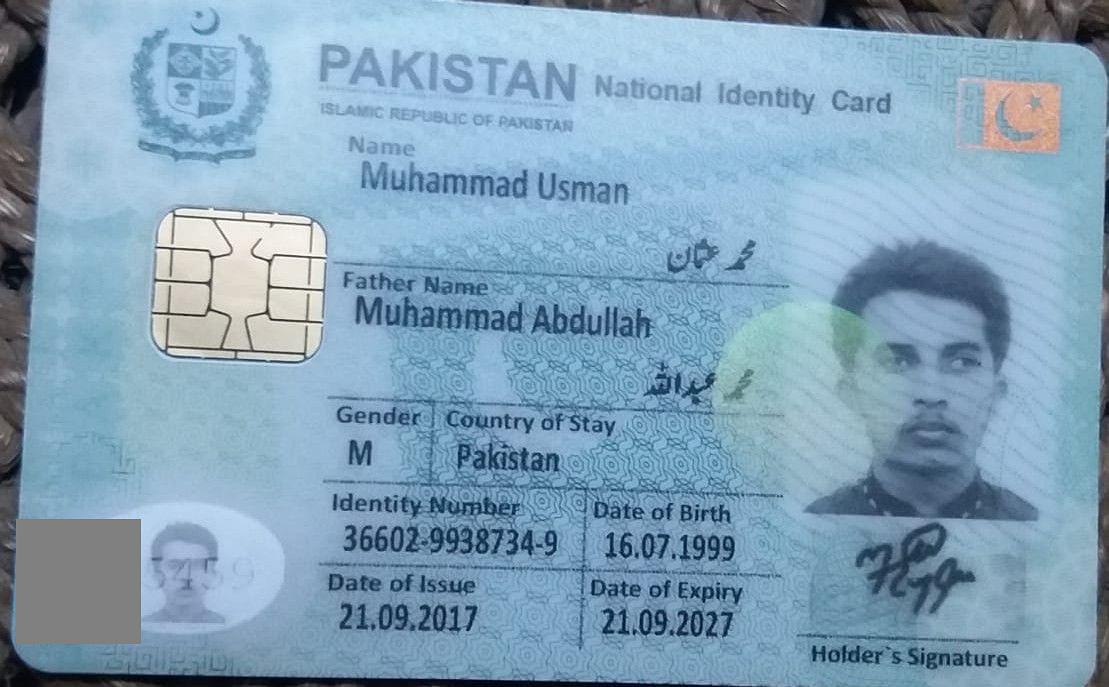 PAKISTAN National Identity Card
ISLAMIC REPUBLIC OF PAKISTAN
Name
Muhammad Usman
محمد عثمان
Father Name
Muhammad Abdullah
محمد عبداللہ
Gender Country of Stay
M Pakistan
Identity Number Date of Birth
36602-9938734-9 16.07.1999
Date of Issue Date of Expiry
21.09.2017 21.09.2027
Holder`s Signature